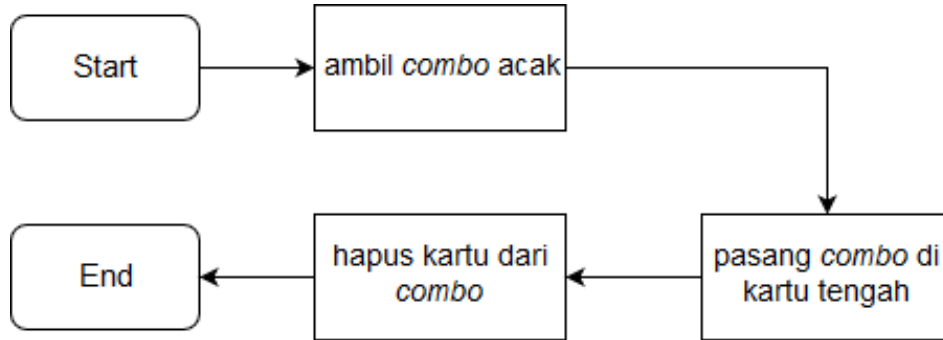 Start
ambil combo acak
pasang combo di
kartu tengah
hapus kartu dari
combo
End